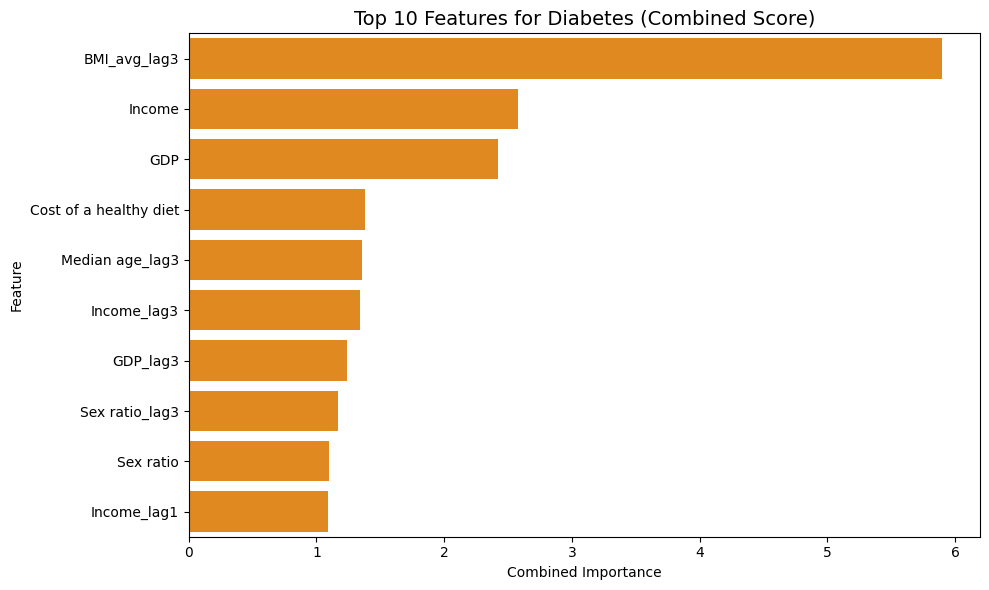 Top 10 Features for Diabetes (Combined Score)
Feature
BMI_avg_lag3
Income
GDP
Cost of a healthy diet
Median age_lag3
Income_lag3
GDP_lag3
Sex ratio_lag3
Sex ratio
Income_lag1
0 1 2 3 4 5 6
Combined Importance